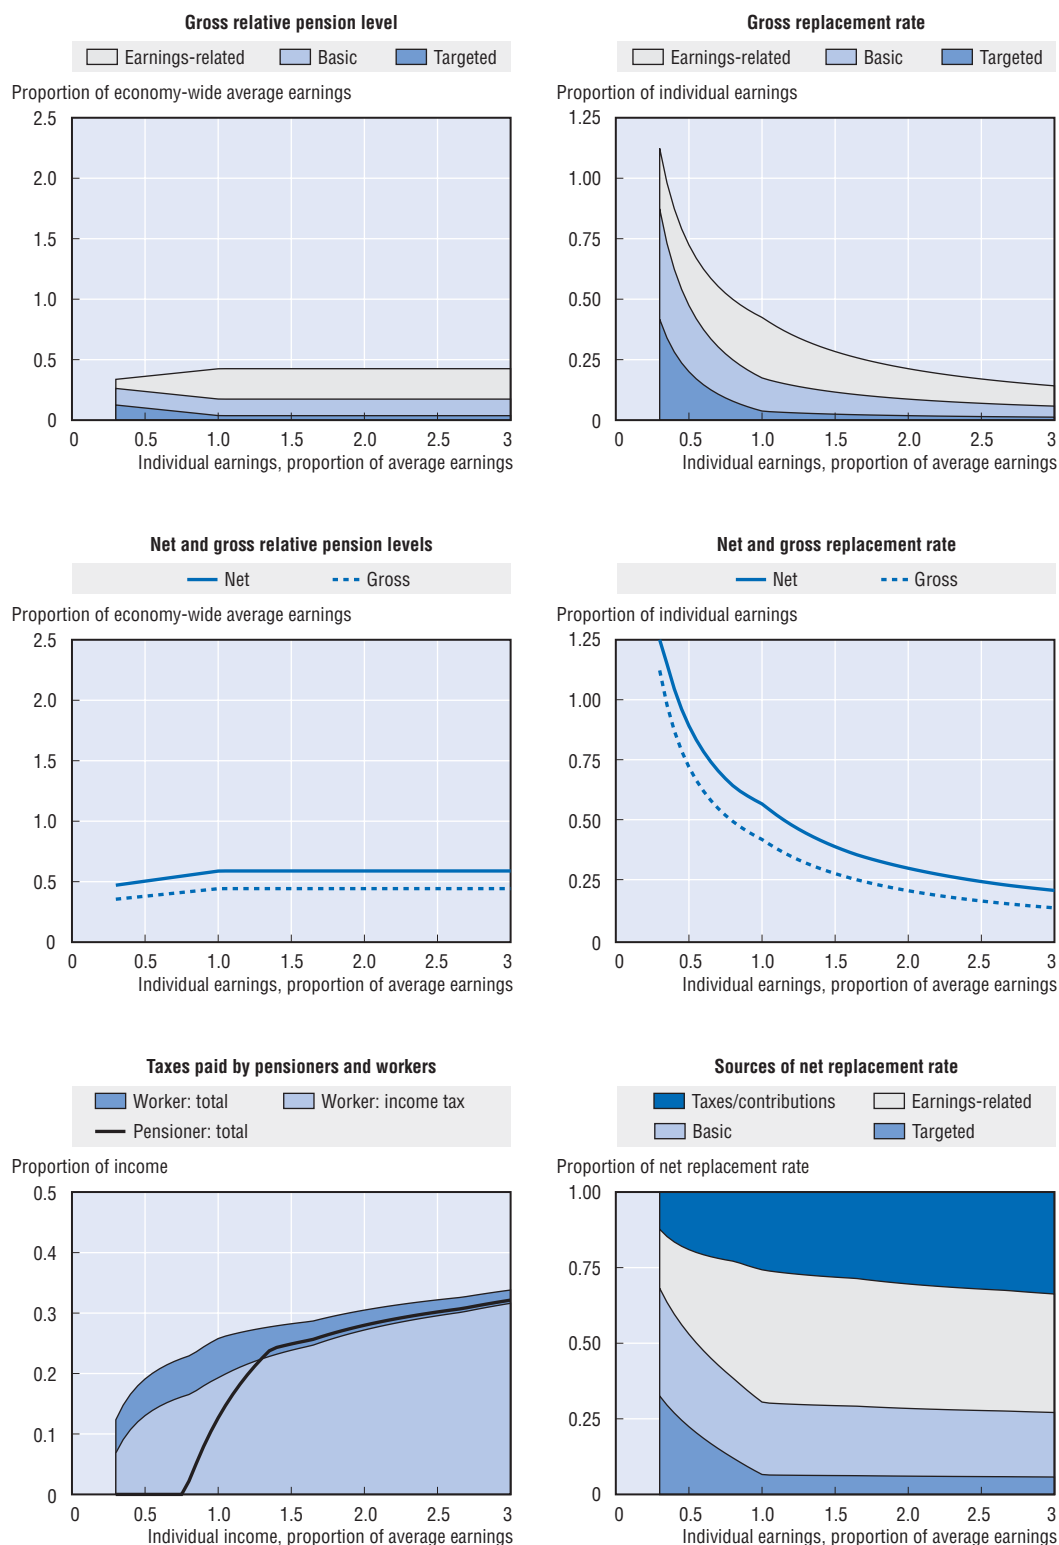 Gross relative pension level
Earnings-related Basic Targeted
Proportion of economy-wide average earnings
2.5
2.0
1.5
1.0
0.5
0
0 0.5 1.0 1.5 2.0 2.5 3
Individual earnings, proportion of average earnings
Gross replacement rate
Earnings-related Basic Targeted
Proportion of individual earnings
1.25
1.00
0.75
0.50
0.25
0
0 0.5 1.0 1.5 2.0 2.5 3
Individual earnings, proportion of average earnings
Net and gross relative pension levels
Net Gross
Proportion of economy-wide average earnings
2.5
2.0
1.5
1.0
0.5
0
0 0.5 1.0 1.5 2.0 2.5 3
Individual earnings, proportion of average earnings
Net and gross replacement rate
Net Gross
Proportion of individual earnings
1.25
1.00
0.75
0.50
0.25
0
0 0.5 1.0 1.5 2.0 2.5 3
Individual earnings, proportion of average earnings
Taxes paid by pensioners and workers
Worker: total Worker: income tax
Pensioner: total
Proportion of income
0.5
0.4
0.3
0.2
0.1
0
0 0.5 1.0 1.5 2.0 2.5 3
Individual income, proportion of average earnings
Sources of net replacement rate
Taxes/contributions Earnings-related
Basic Targeted
Proportion of net replacement rate
1.00
0.75
0.50
0.25
0
0 0.5 1.0 1.5 2.0 2.5 3
Individual earnings, proportion of average earnings